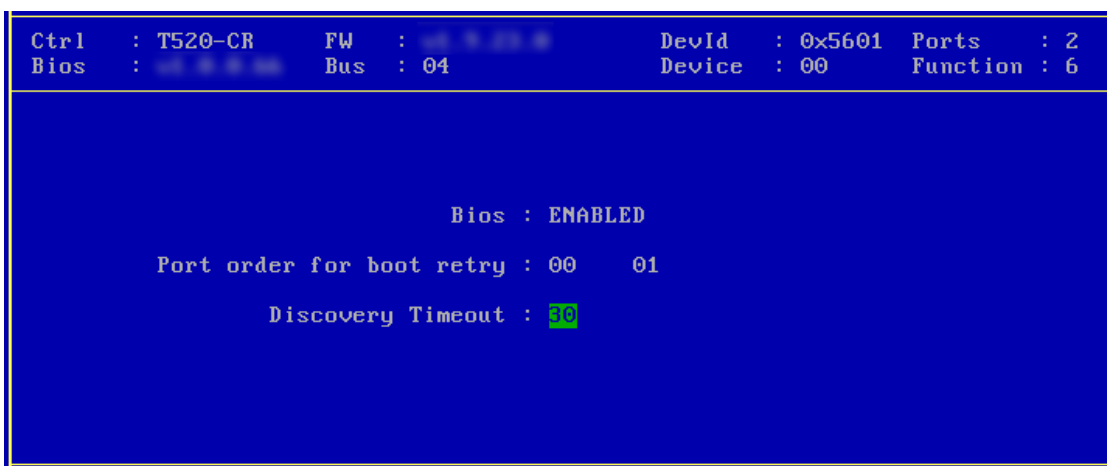 Ctrl : T520-CR FW : DevId : 0x5601 Ports : 2
Bios : Bus : 04 Device : 00 Function : 6
Bios : ENABLED
Port order for boot retry : 00 01
Discovery Timeout : 30